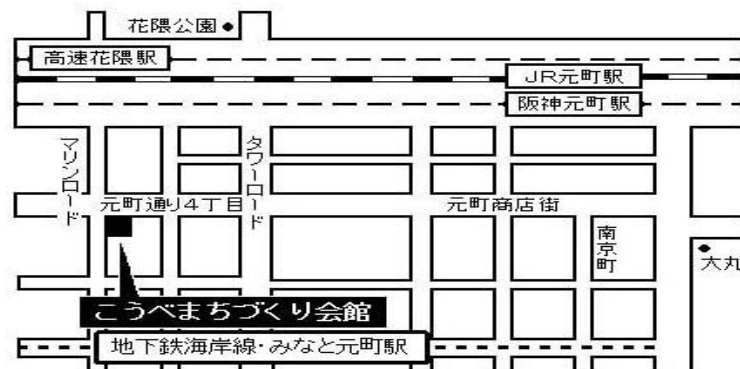 花隈公園
高速花隈駅
JR元町駅
阪神元町駅
マリンロード
タワーロード
元町通り4丁目
元町商店街
南京町
大丸
こうべまちづくり会館
地下鉄海岸線・みなと元町駅